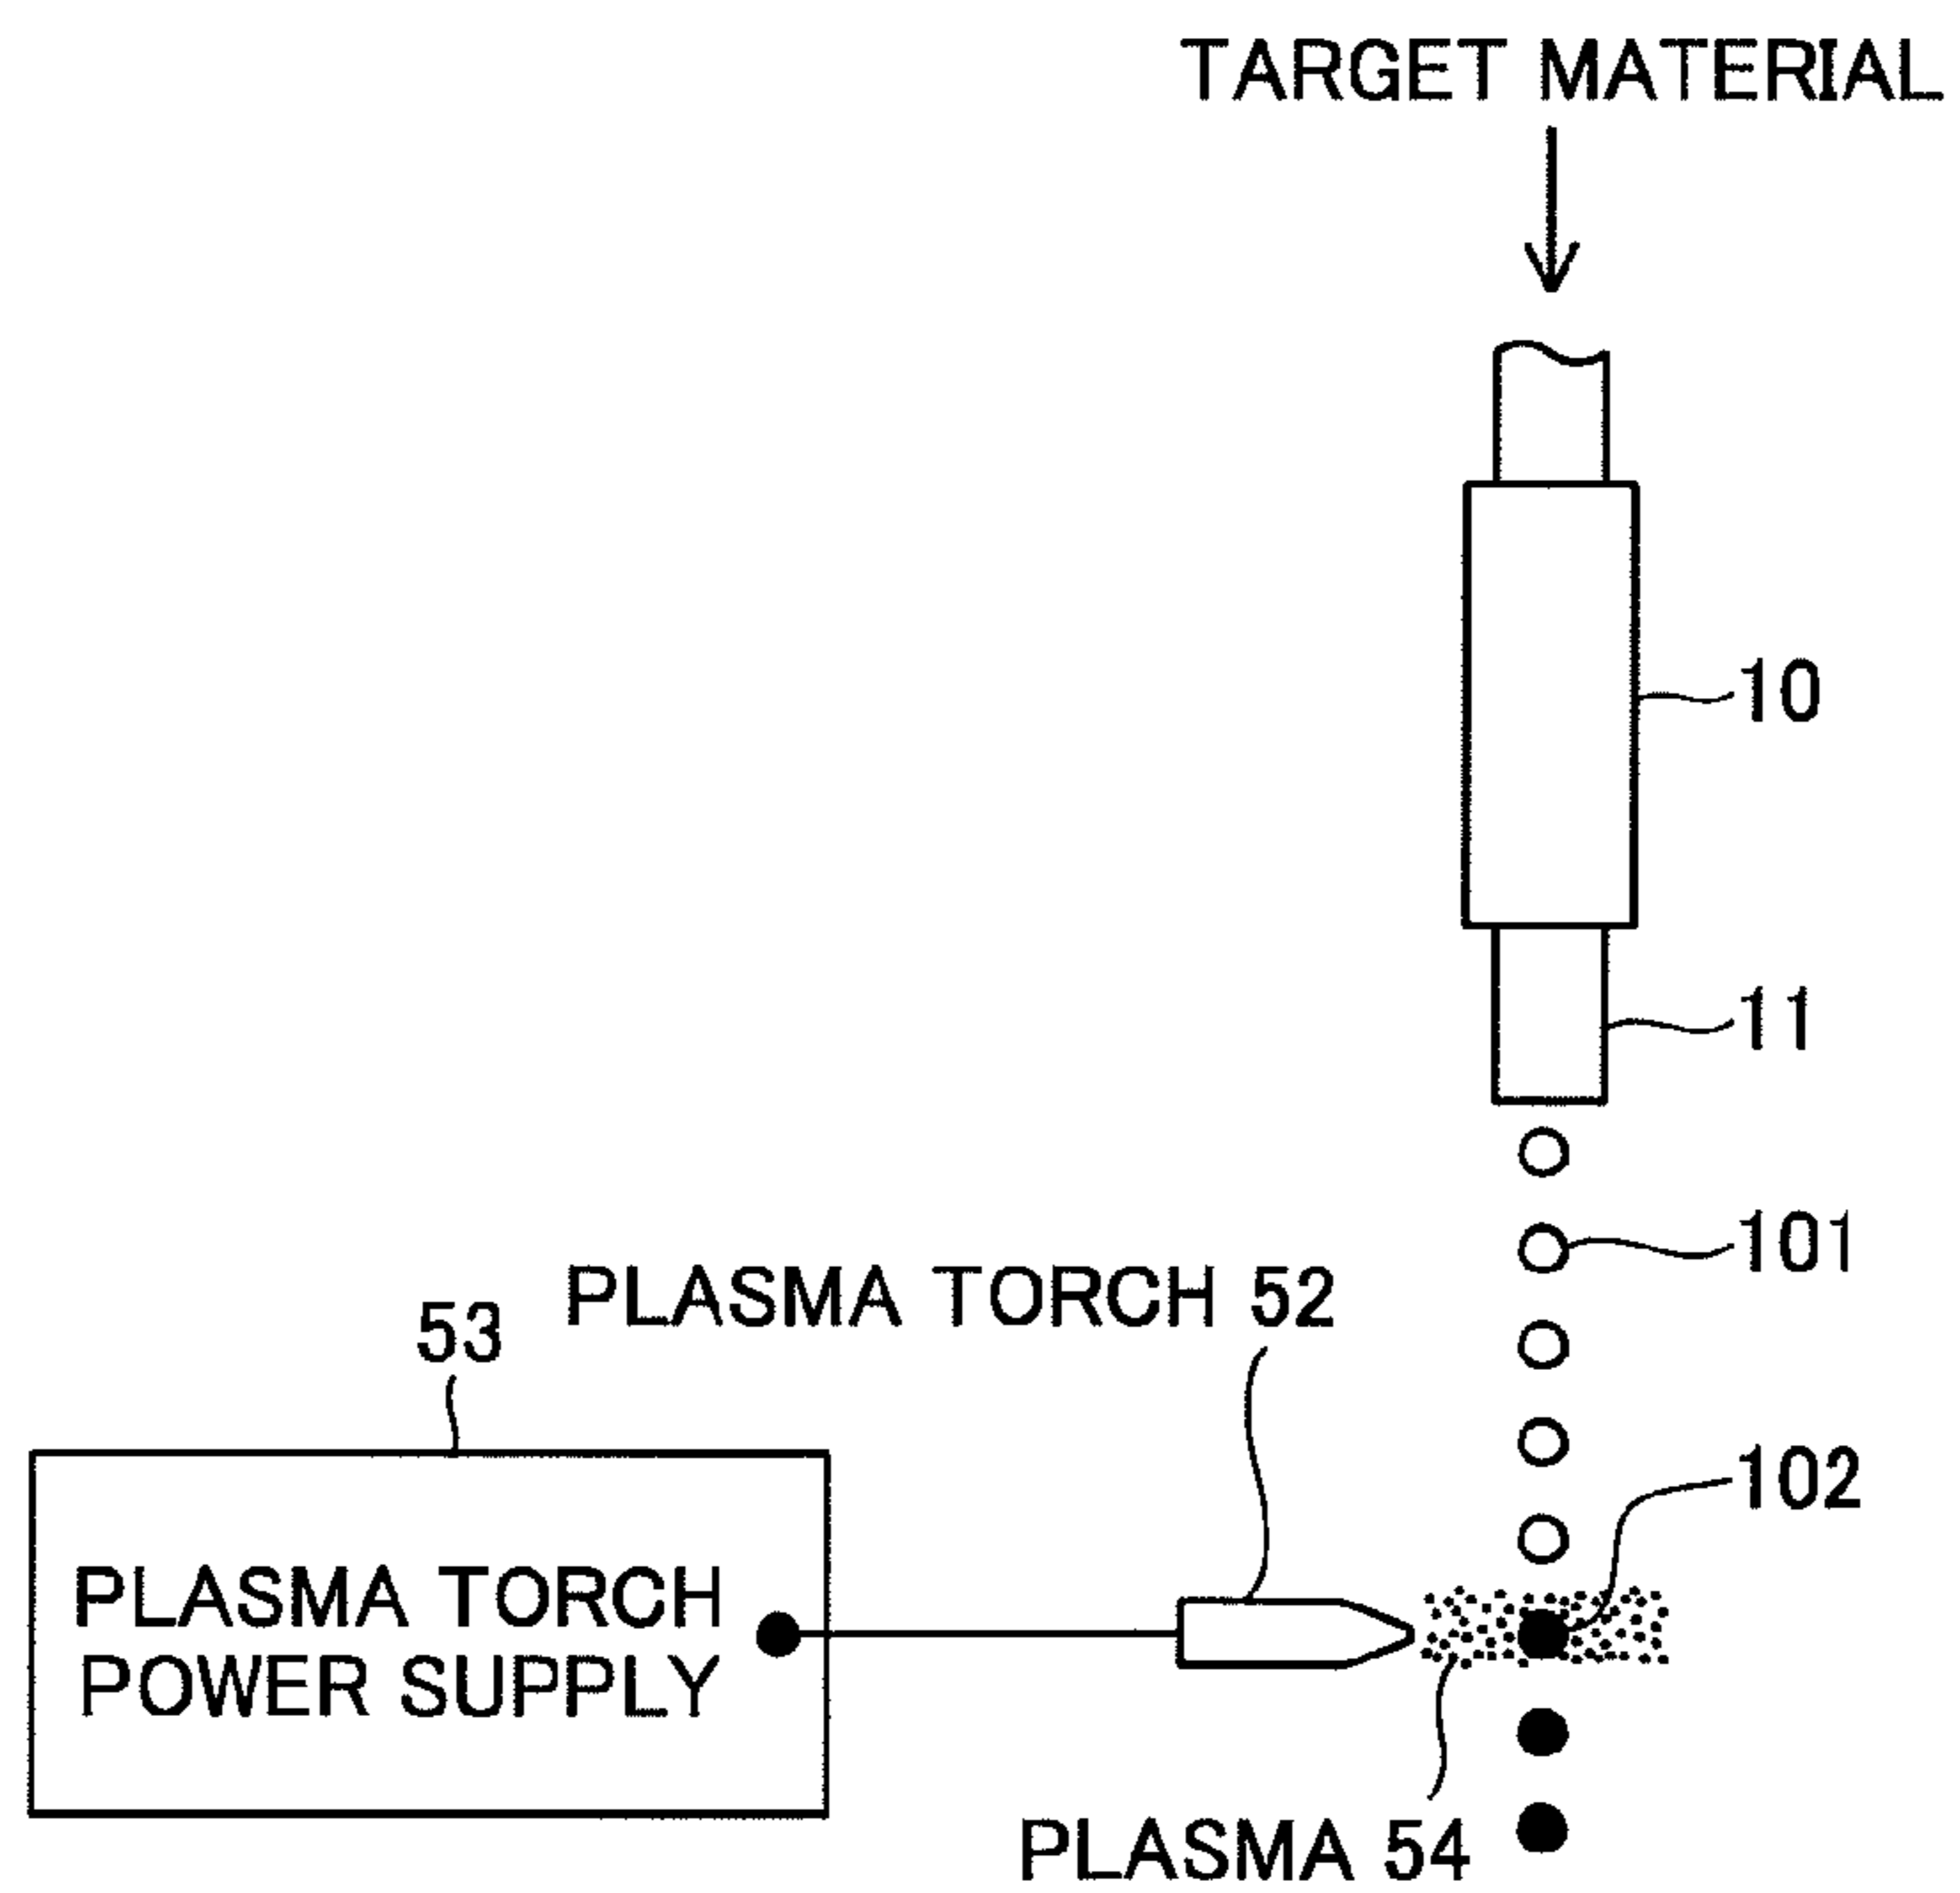 TARGET MATERIAL
10
11
101
PLASMA TORCH 52
53
102
PLASMA TORCH
POWER SUPPLY
PLASMA 54